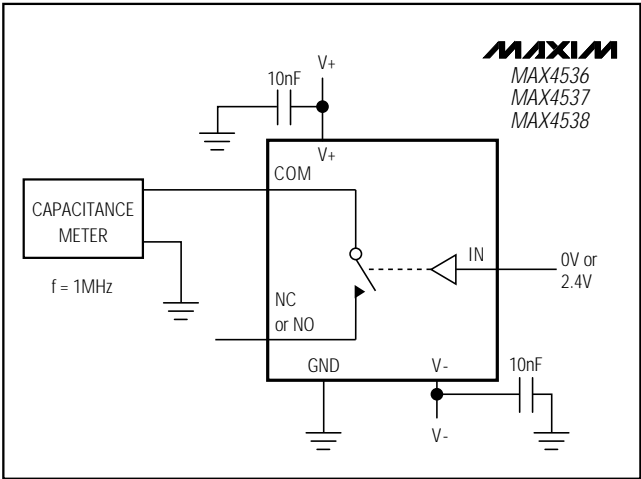 MAXIM
MAX4536
MAX4537
MAX4538
V+
10nF
V+
COM
CAPACITANCE
METER
f = 1MHz
IN
0V or
2.4V
NC
or NO
GND
V-
10nF
V-